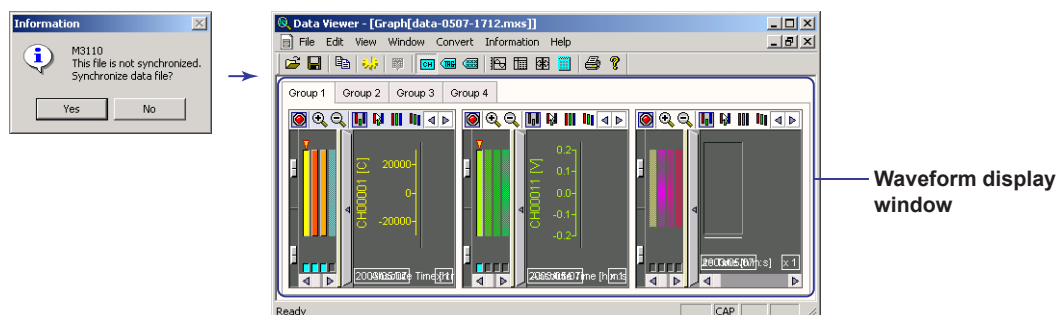 Information
M3110
This file is not synchronized.
Synchronize data file?
Yes
No
Data Viewer - [Graph[data-0507-1712.mxs]]
File Edit View Window Convert Information Help
CH
Group 1
Group 2
Group 3
Group 4
CH00001 [C]
20000
0
-20000
CH00011 [V]
0.2
0.1
0.0
-0.1
-0.2
x 1
Ready
CAP
Waveform display
window